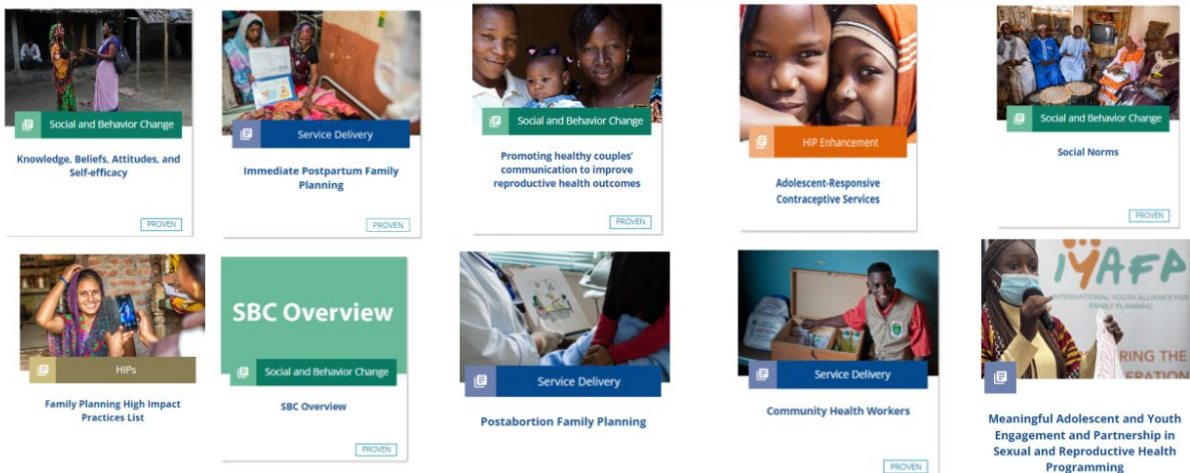 Social and Behavior Change
Knowledge, Beliefs, Attitudes, and
Self-efficacy
PROVEN
Service Delivery
Immediate Postpartum Family
Planning
PROVEN
Social and Behavior Change
Promoting healthy couples'
communication to improve
reproductive health outcomes
PROVEN
HIP Enhancement
Adolescent-Responsive
Contraceptive Services
Social and Behavior Change
Social Norms
PROVEN
HIPs
Family Planning High Impact
Practices List
SBC Overview
Social and Behavior Change
SBC Overview
PROVEN
Service Delivery
Postabortion Family Planning
Service Delivery
Community Health Workers
PROVEN
IYAFP
INTERNATIONAL YOUTH ALLIANCE FOR
FAMILY PLANNING
RING THE
ERATION
Meaningful Adolescent and Youth
Engagement and Partnership in
Sexual and Reproductive Health
Programming